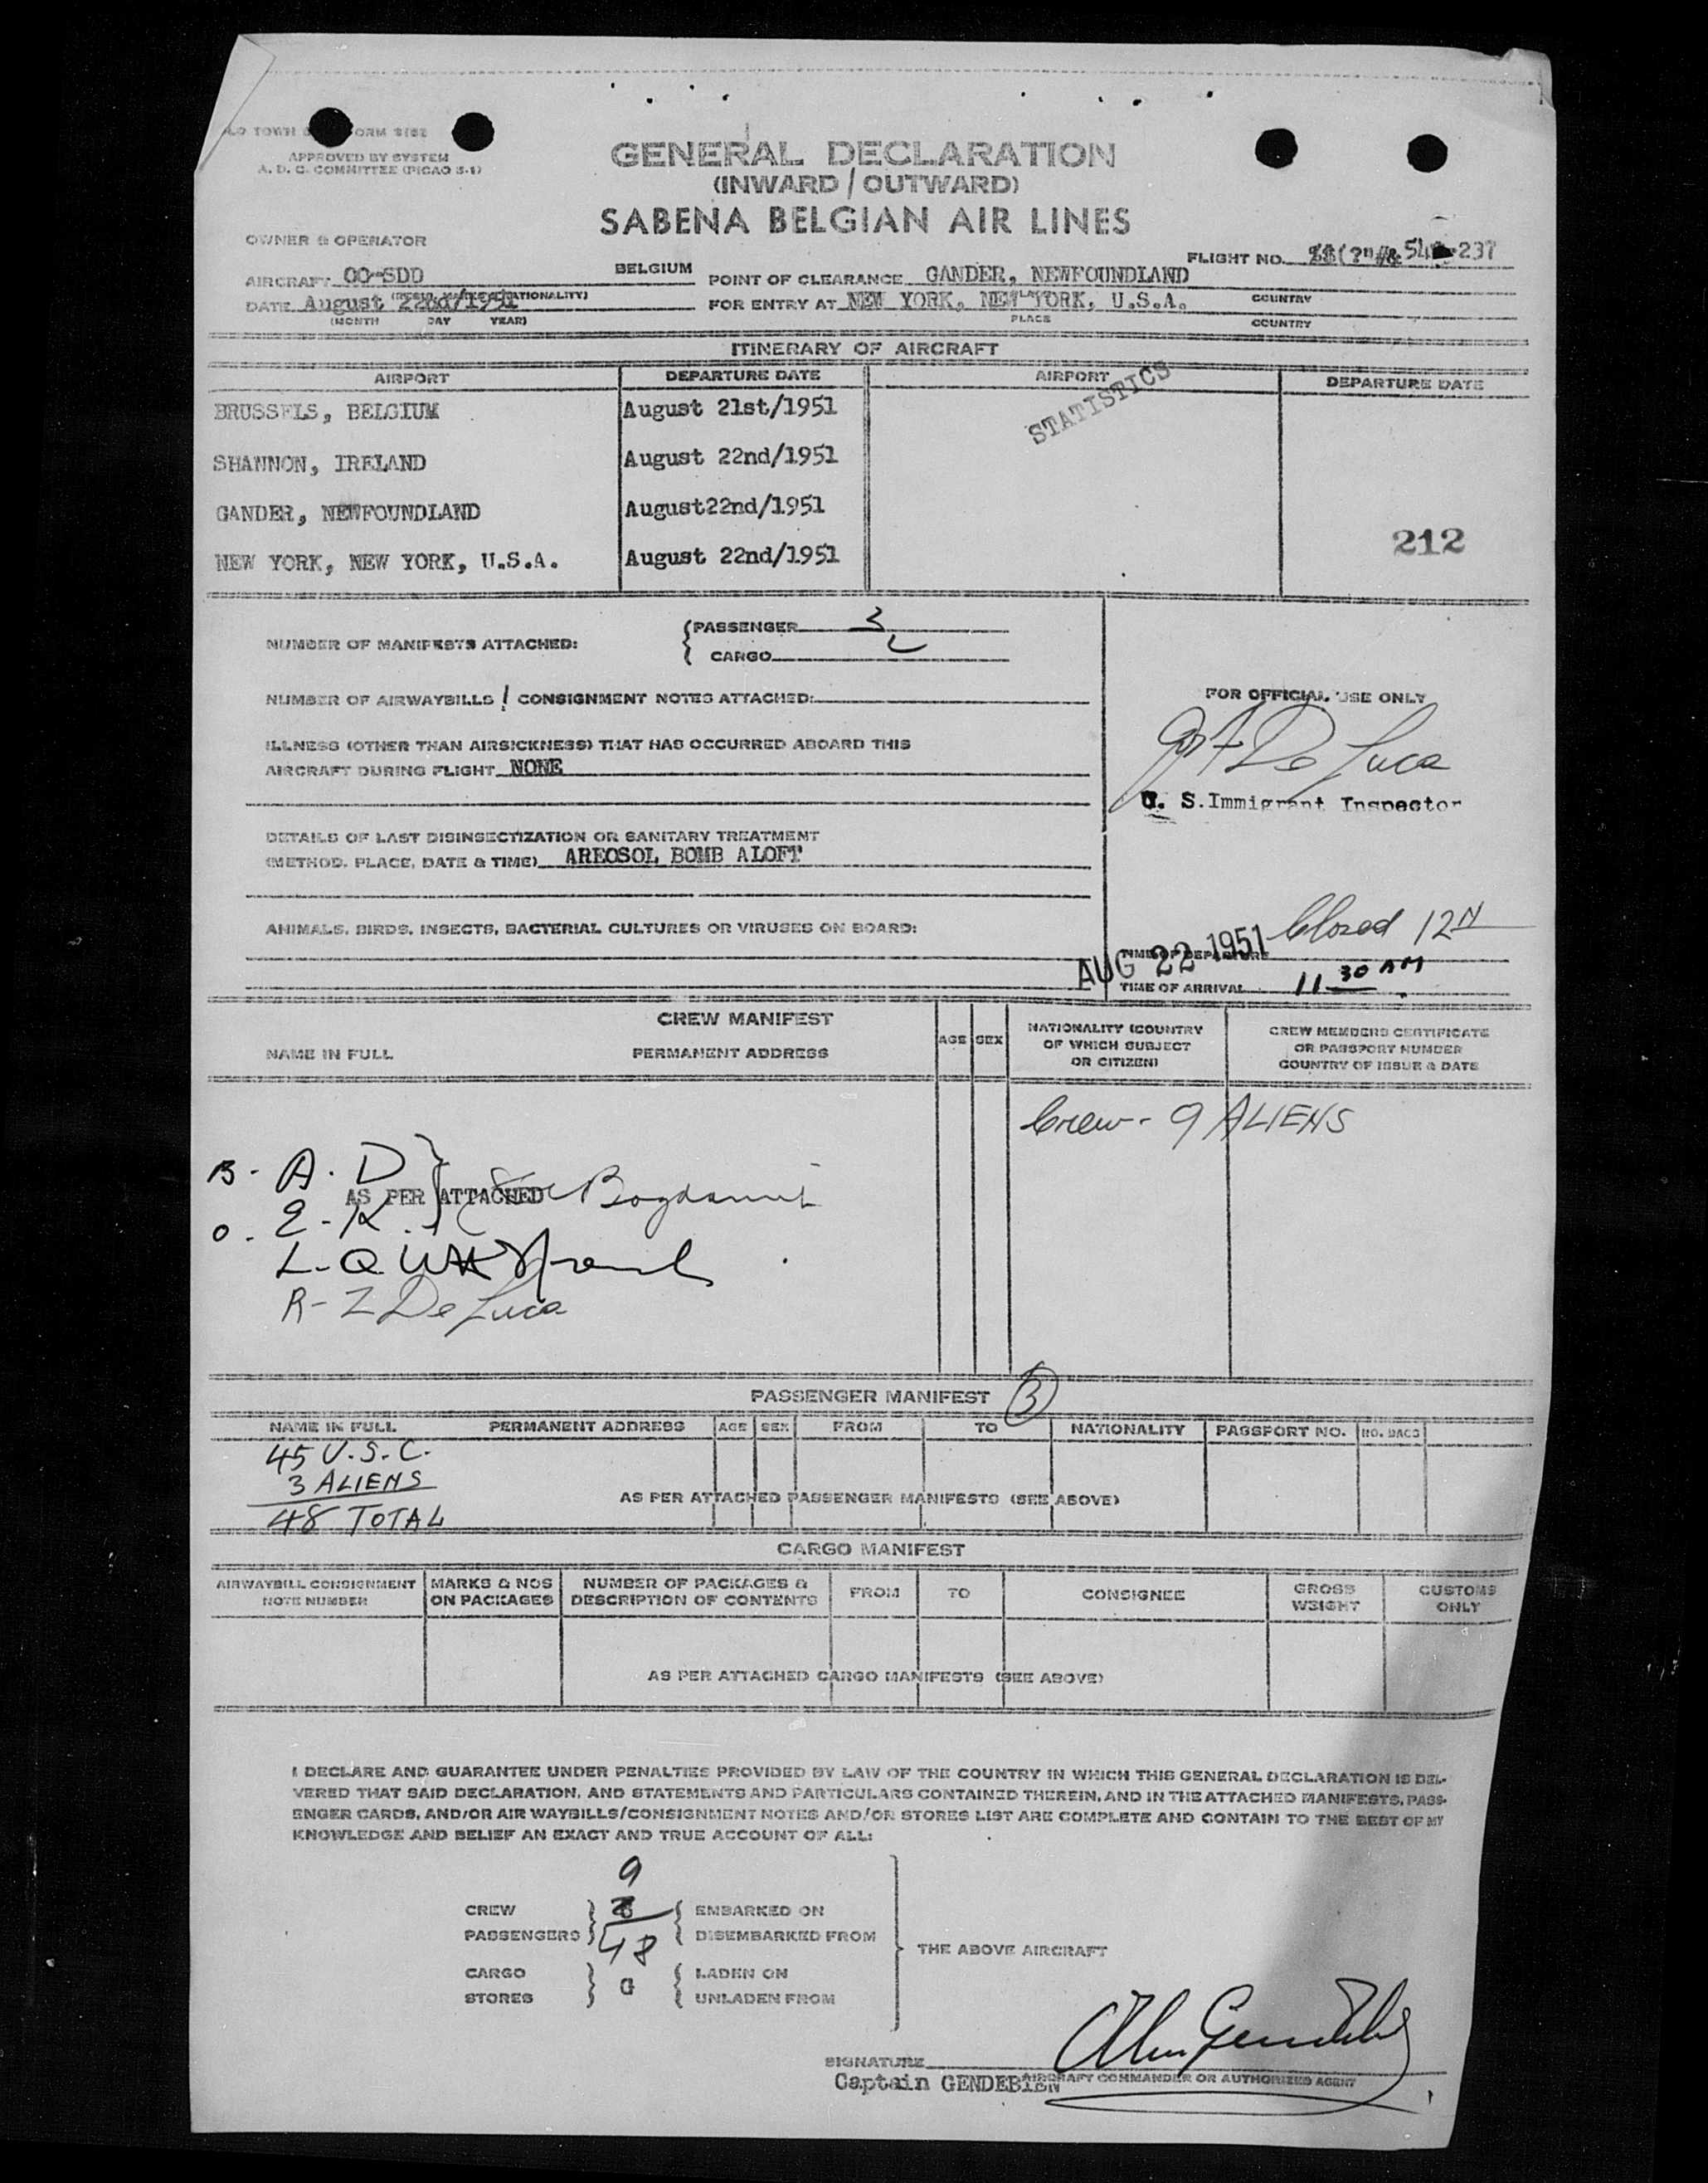 APPROVED BY SYSTEM
A. D. C. COMMITTEE (PICAO 3-1)
GENERAL DECLARATION
(INWARD / OUTWARD)
SABENA BELGIAN AIR LINES
OWNER & OPERATOR
FLIGHT NO. 237
AIRCRAFT OO-SDD BELGIUM POINT OF CLEARANCE GANDER, NEWFOUNDLAND
COUNTRY
DATE August 22nd/1951 FOR ENTRY AT NEW YORK, NEW YORK, U.S.A.
(MONTH DAY YEAR) PLACE COUNTRY
ITINERARY OF AIRCRAFT
AIRPORT DEPARTURE DATE AIRPORT DEPARTURE DATE
STATISTICS
BRUSSELS, BELGIUM August 21st/1951
SHANNON, IRELAND August 22nd/1951
GANDER, NEWFOUNDLAND August22nd/1951
212
NEW YORK, NEW YORK, U.S.A. August 22nd/1951
NUMBER OF MANIFESTS ATTACHED: PASSENGER 3
CARGO
NUMBER OF AIRWAYBILLS / CONSIGNMENT NOTES ATTACHED:
FOR OFFICIAL USE ONLY
ILLNESS (OTHER THAN AIRSICKNESS) THAT HAS OCCURRED ABOARD THIS
AIRCRAFT DURING FLIGHT NONE
De Luca
U. S. Immigrant Inspector
DETAILS OF LAST DISINSECTIZATION OR SANITARY TREATMENT
(METHOD, PLACE, DATE & TIME) AREOSOL BOMB ALOFT
ANIMALS, BIRDS, INSECTS, BACTERIAL CULTURES OR VIRUSES ON BOARD:
Closed 12 N
AUG 22 1951
TIME OF DEPARTURE
TIME OF ARRIVAL 11 30 AM
CREW MANIFEST
NAME IN FULL PERMANENT ADDRESS AGE SEX
NATIONALITY (COUNTRY
OF WHICH SUBJECT
OR CITIZEN)
CREW MEMBERS CERTIFICATE
OR PASSPORT NUMBER
COUNTRY OF ISSUE & DATE
Crew - 9 ALIENS
B - A. D
AS PER ATTACHED
O. E - K.
L - Q
R - Z De Luca
PASSENGER MANIFEST 3
NAME IN FULL PERMANENT ADDRESS AGE SEX FROM TO NATIONALITY PASSPORT NO. NO. BAGS
45 U.S.C.
3 ALIENS
AS PER ATTACHED PASSENGER MANIFESTS (SEE ABOVE)
48 TOTAL
CARGO MANIFEST
AIRWAYBILL CONSIGNMENT
NOTE NUMBER
MARKS & NOS
ON PACKAGES
NUMBER OF PACKAGES &
DESCRIPTION OF CONTENTS
FROM TO CONSIGNEE
GROSS
WEIGHT
CUSTOMS
ONLY
AS PER ATTACHED CARGO MANIFESTS (SEE ABOVE)
I DECLARE AND GUARANTEE UNDER PENALTIES PROVIDED BY LAW OF THE COUNTRY IN WHICH THIS GENERAL DECLARATION IS DEL-
VERED THAT SAID DECLARATION, AND STATEMENTS AND PARTICULARS CONTAINED THEREIN, AND IN THE ATTACHED MANIFESTS, PASS-
ENGER CARDS, AND/OR AIR WAYBILLS/CONSIGNMENT NOTES AND/OR STORES LIST ARE COMPLETE AND CONTAIN TO THE BEST OF MY
KNOWLEDGE AND BELIEF AN EXACT AND TRUE ACCOUNT OF ALL:
9
CREW EMBARKED ON
PASSENGERS 48 DISEMBARKED FROM
THE ABOVE AIRCRAFT
CARGO LADEN ON
STORES UNLADEN FROM
SIGNATURE
AIRCRAFT COMMANDER OR AUTHORIZED AGENT
Captain GENDEBIEN